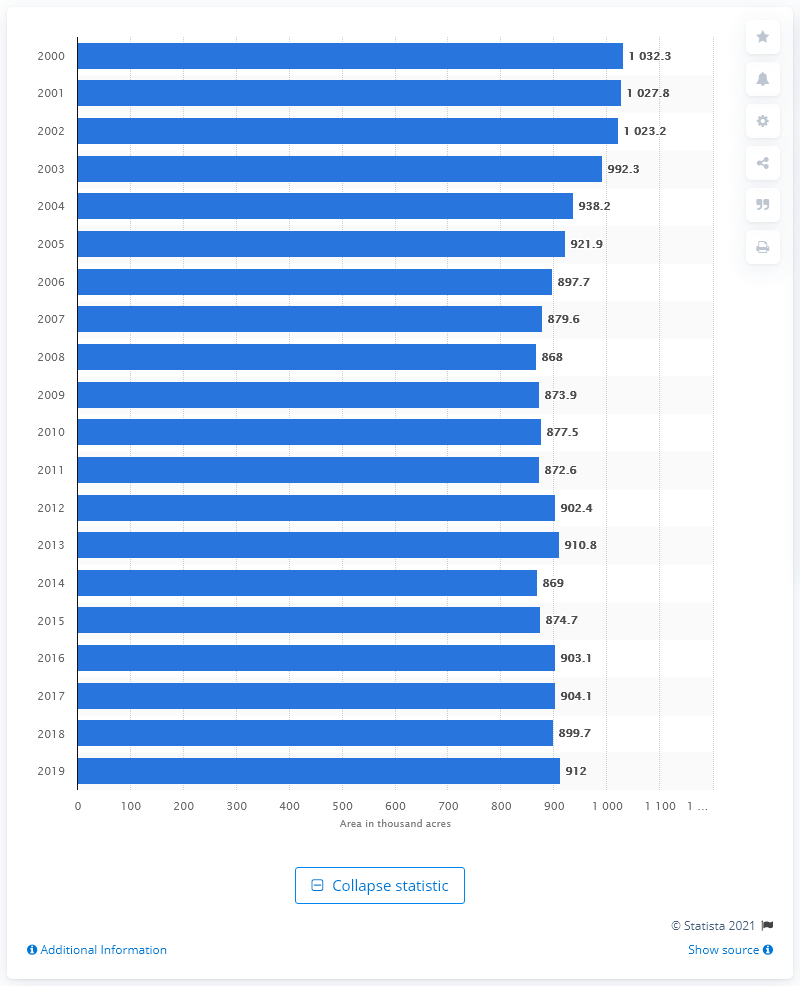 2000 1 032.3
2001 1 027.8
2002 1 023.2
2003 992.3
2004 938.2
2005 921.9
2006 897.7
2007 879.6
2008 868
2009 873.9
2010 877.5
2011 872.6
2012 902.4
2013 910.8
2014 869
2015 874.7
2016 903.1
2017 904.1
2018 899.7
2019 912
0 100 200 300 400 500 600 700 800 900 1 000 1 100 1 ...
Area in thousand acres
Collapse statistic
© Statista 2021
Additional Information Show source